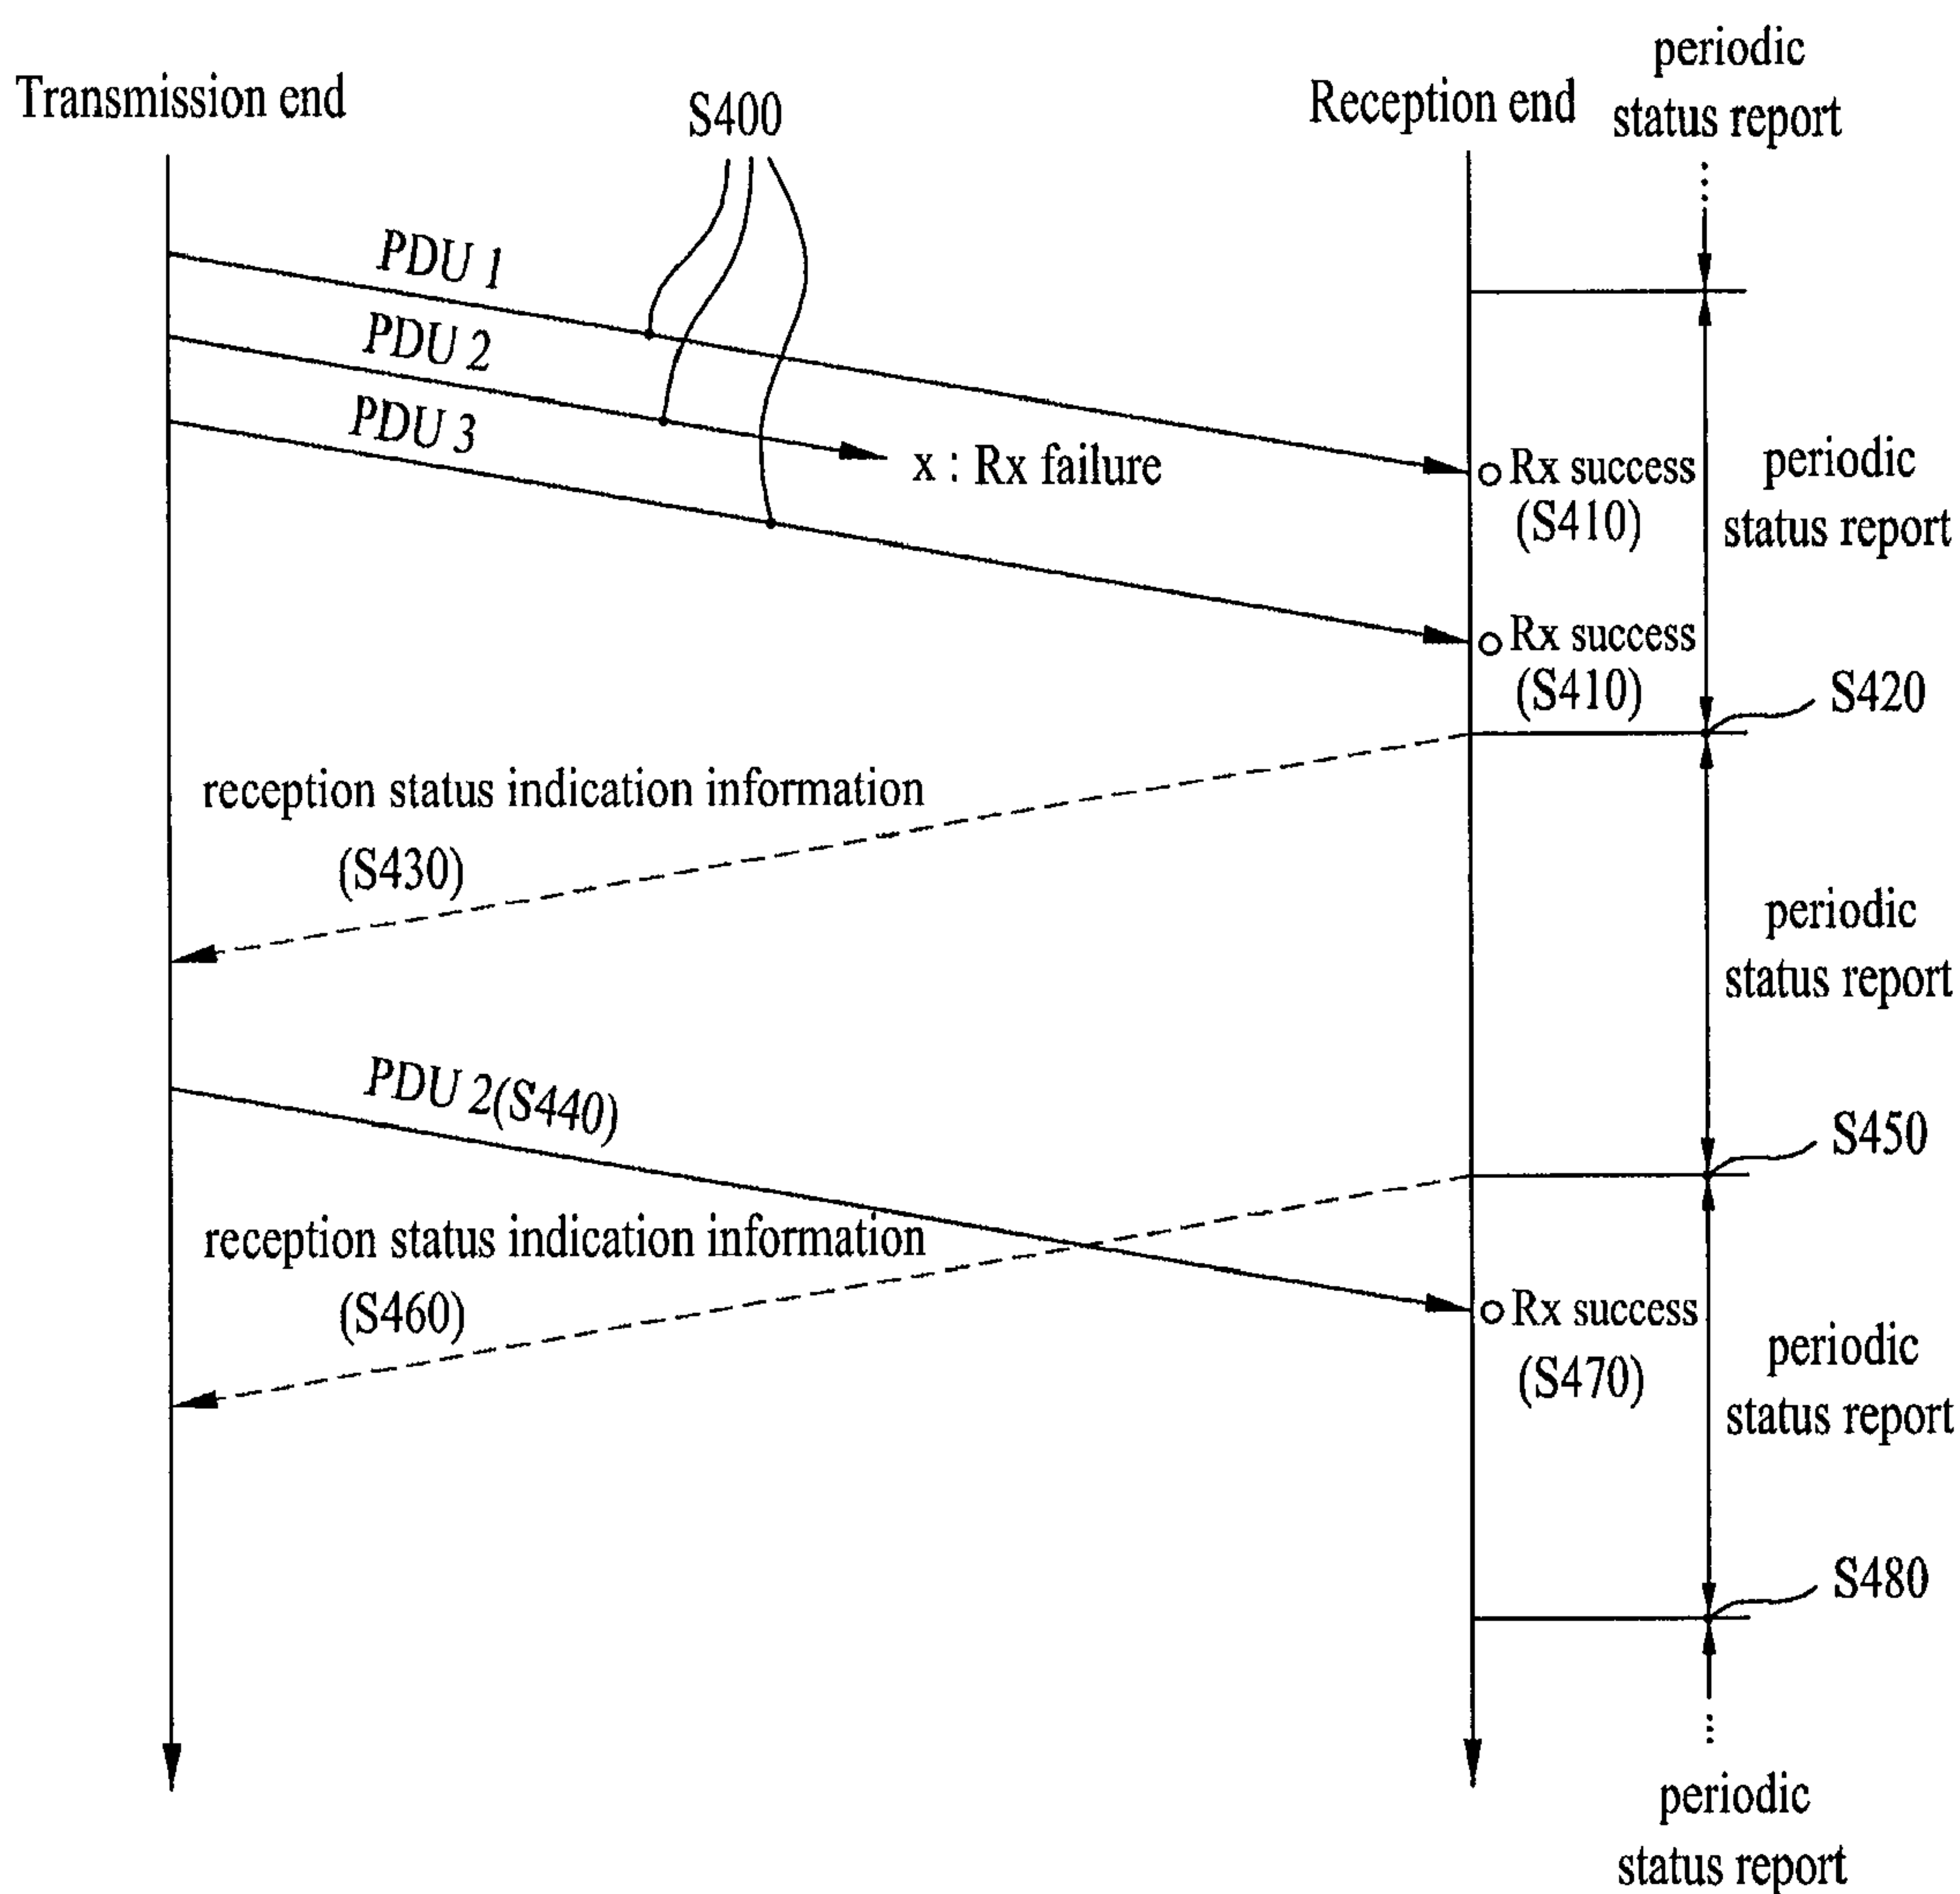 periodic
status report
Transmission end
S400
Reception end
PDU 1
PDU 2
PDU 3
x : Rx failure
Rx success
(S410)
periodic
status report
Rx success
(S410)
S420
reception status indication information
(S430)
periodic
status report
PDU 2(S440)
S450
reception status indication information
(S460)
Rx success
(S470)
periodic
status report
S480
periodic
status report